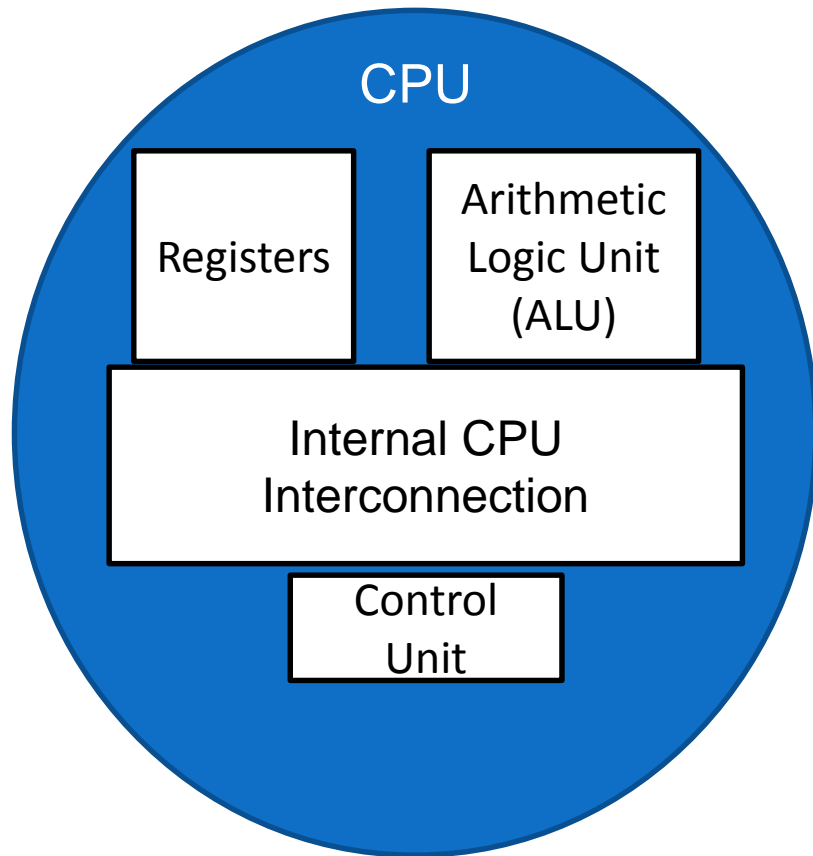 CPU
Registers
Arithmetic
Logic Unit
(ALU)
Internal CPU
Interconnection
Control
Unit